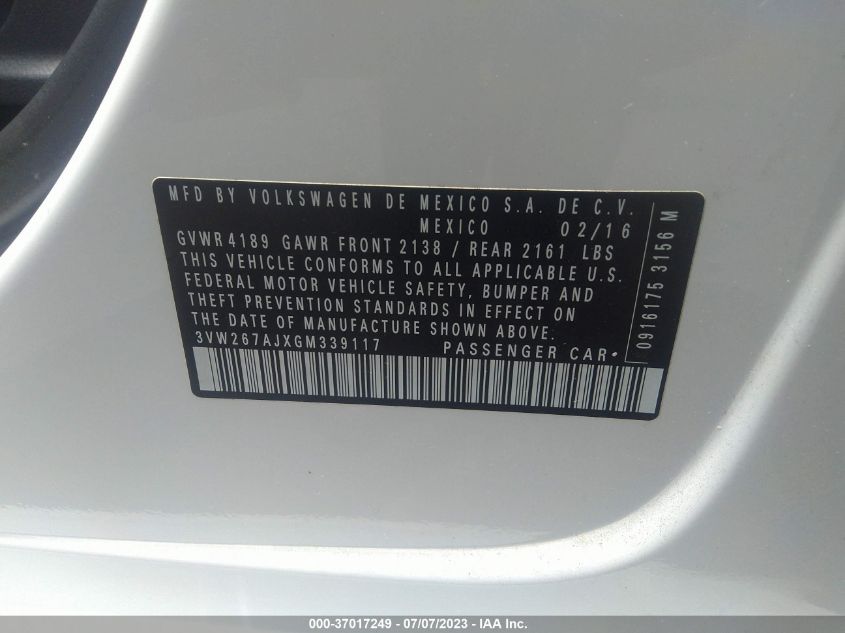 MFD BY VOLKSWAGEN DE MEXICO S.A. DE C.V.
MEXICO 02/16
GVWR 4189 GAWR FRONT 2138 / REAR 2161 LBS
THIS VEHICLE CONFORMS TO ALL APPLICABLE U.S.
FEDERAL MOTOR VEHICLE SAFETY, BUMPER AND
THEFT PREVENTION STANDARDS IN EFFECT ON
THE DATE OF MANUFACTURE SHOWN ABOVE.
3VW267AJXGM339117 PASSENGER CAR•
0916175 3156 M
000-37017249 - 07/07/2023 - IAA Inc.